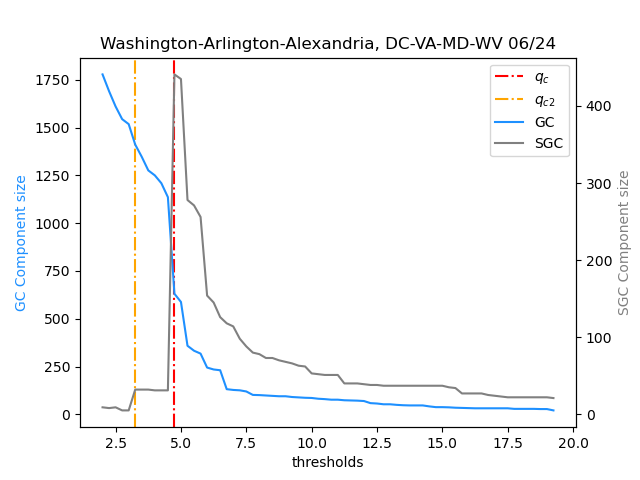 Washington-Arlington-Alexandria, DC-VA-MD-WV 06/24
q_c
q_c2
GC
SGC
GC Component size
1750
1500
1250
1000
750
500
250
0
SGC Component size
400
300
200
100
0
2.5 5.0 7.5 10.0 12.5 15.0 17.5 20.0
thresholds